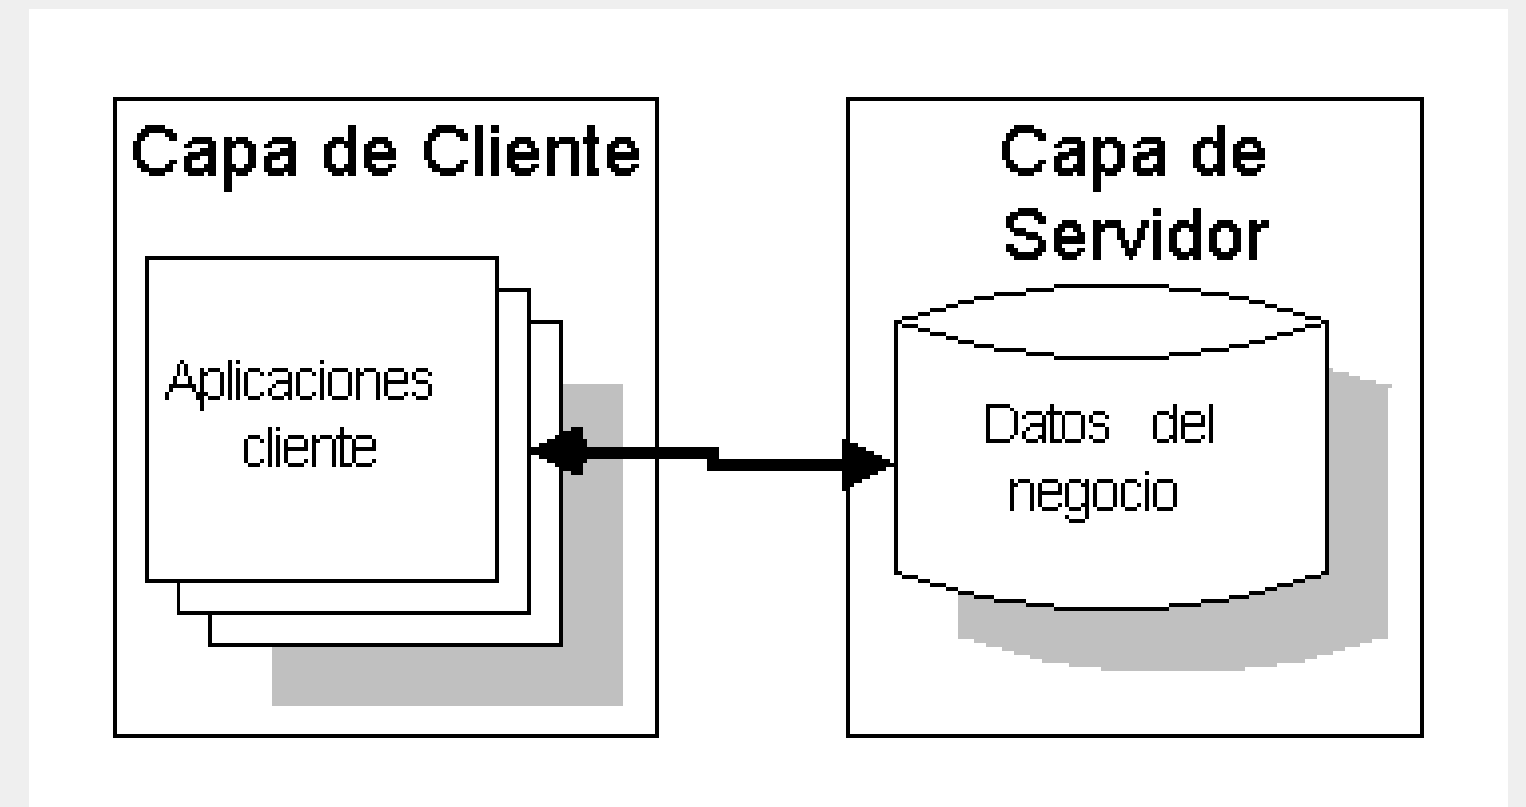 Capa de Cliente
Aplicaciones
cliente
Capa de
Servidor
Datos del
negocio